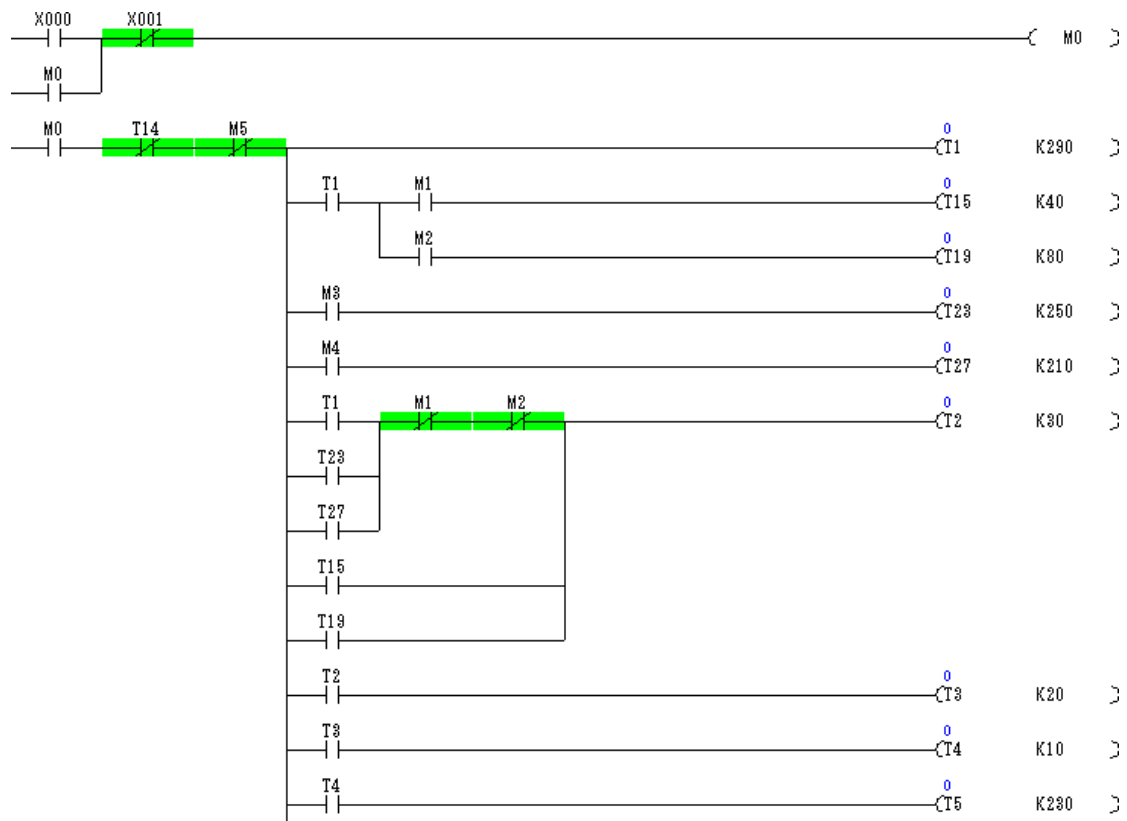 X000 X001
M0
M0
M0 T14 M5
0
T1 K290
T1 M1
0
T15 K40
M2
0
T19 K80
M3
0
T23 K250
M4
0
T27 K210
T1 M1 M2
0
T2 K30
T23
T27
T15
T19
T2
0
T3 K20
T3
0
T4 K10
T4
0
T5 K230